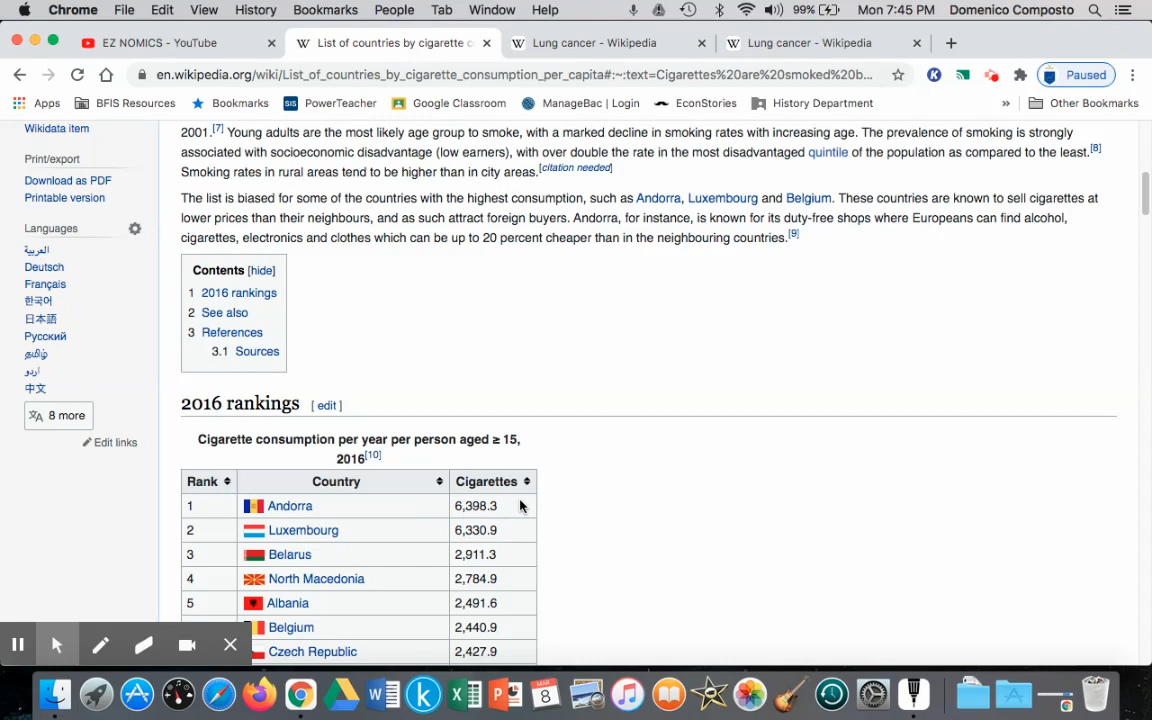 Chrome File Edit View History Bookmarks People Tab Window Help 99% Mon 7:45 PM Domenico Composto
EZ NOMICS - YouTube
List of countries by cigarette c
Lung cancer - Wikipedia
Lung cancer - Wikipedia
en.wikipedia.org/wiki/List_of_countries_by_cigarette_consumption_per_capita#:~:text=Cigarettes%20are%20smoked%20b...
Paused
Apps BFIS Resources Bookmarks PowerTeacher Google Classroom ManageBac | Login EconStories History Department » Other Bookmarks
Wikidata item
Print/export
Download as PDF
Printable version
Languages
العربية
Deutsch
Français
한국어
日本語
Русский
தமிழ்
اردو
中文
8 more
Edit links
2001.[7] Young adults are the most likely age group to smoke, with a marked decline in smoking rates with increasing age. The prevalence of smoking is strongly
associated with socioeconomic disadvantage (low earners), with over double the rate in the most disadvantaged quintile of the population as compared to the least.[8]
Smoking rates in rural areas tend to be higher than in city areas.[citation needed]
The list is biased for some of the countries with the highest consumption, such as Andorra, Luxembourg and Belgium. These countries are known to sell cigarettes at
lower prices than their neighbours, and as such attract foreign buyers. Andorra, for instance, is known for its duty-free shops where Europeans can find alcohol,
cigarettes, electronics and clothes which can be up to 20 percent cheaper than in the neighbouring countries.[9]
Contents [hide]
1 2016 rankings
2 See also
3 References
3.1 Sources
2016 rankings [ edit ]
Cigarette consumption per year per person aged ≥ 15,
2016[10]
Rank Country Cigarettes
1 Andorra 6,398.3
2 Luxembourg 6,330.9
3 Belarus 2,911.3
4 North Macedonia 2,784.9
5 Albania 2,491.6
Belgium 2,440.9
Czech Republic 2,427.9
MAR
8